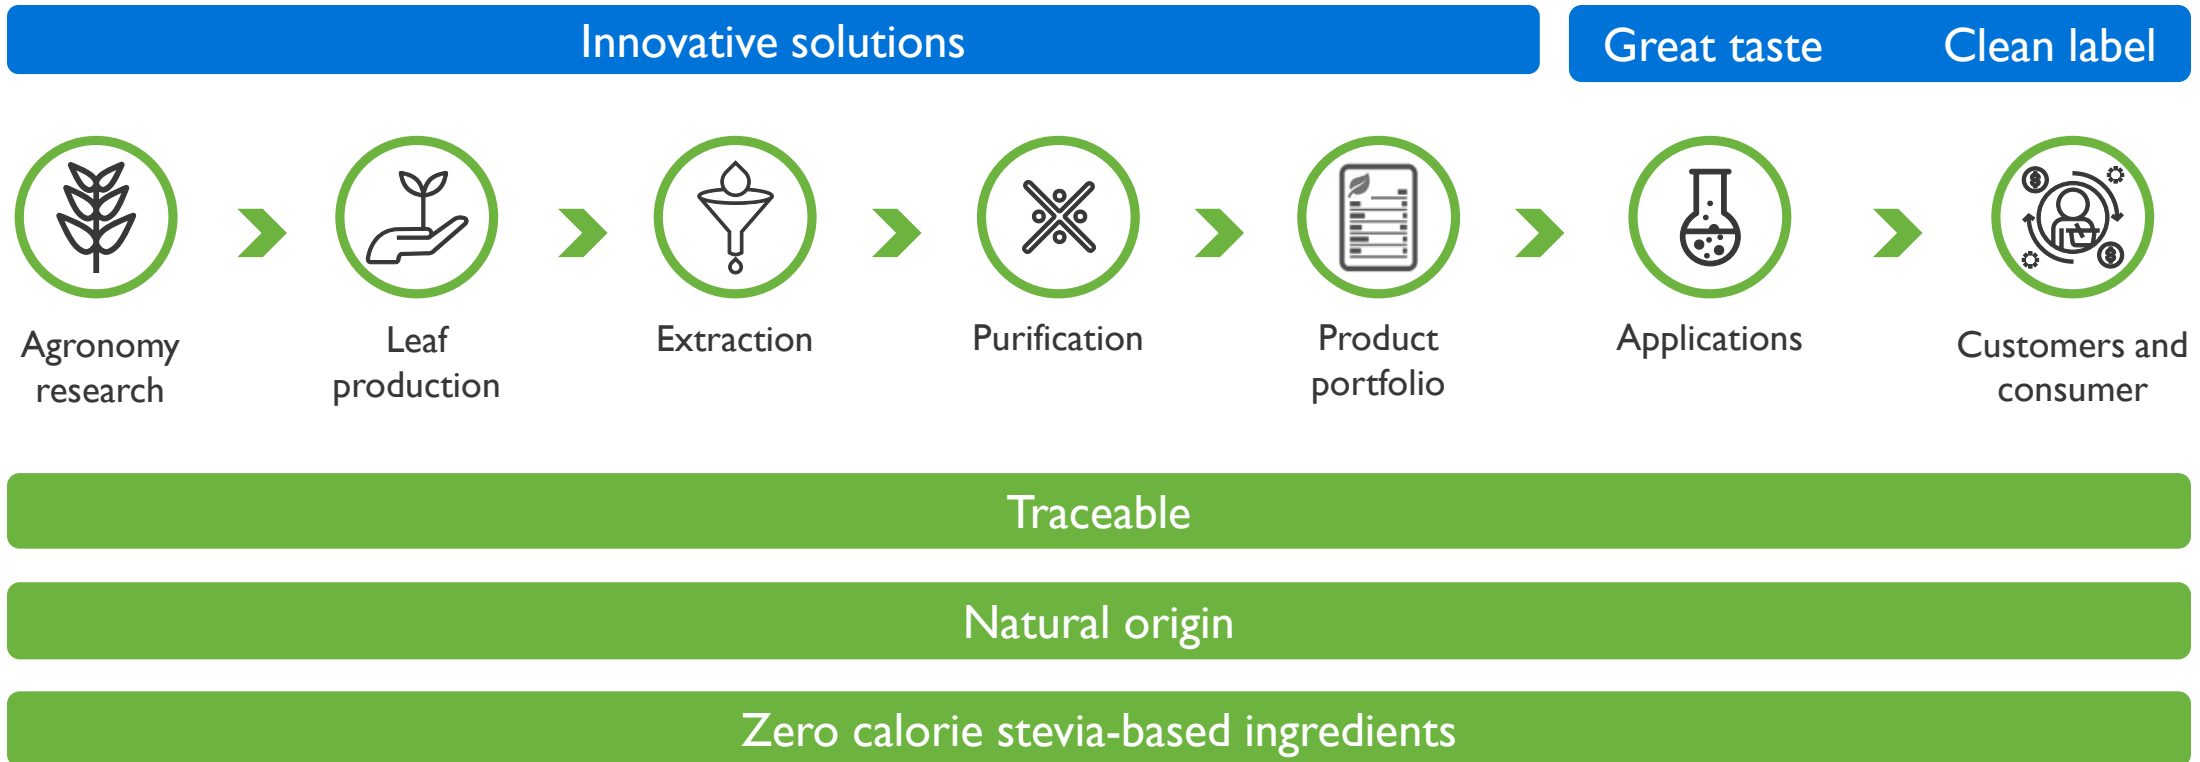 Innovative solutions
Great taste
Clean label
Agronomy
research
Leaf
production
Extraction
Purification
Product
portfolio
Applications
Customers and
consumer
Traceable
Natural origin
Zero calorie stevia-based ingredients